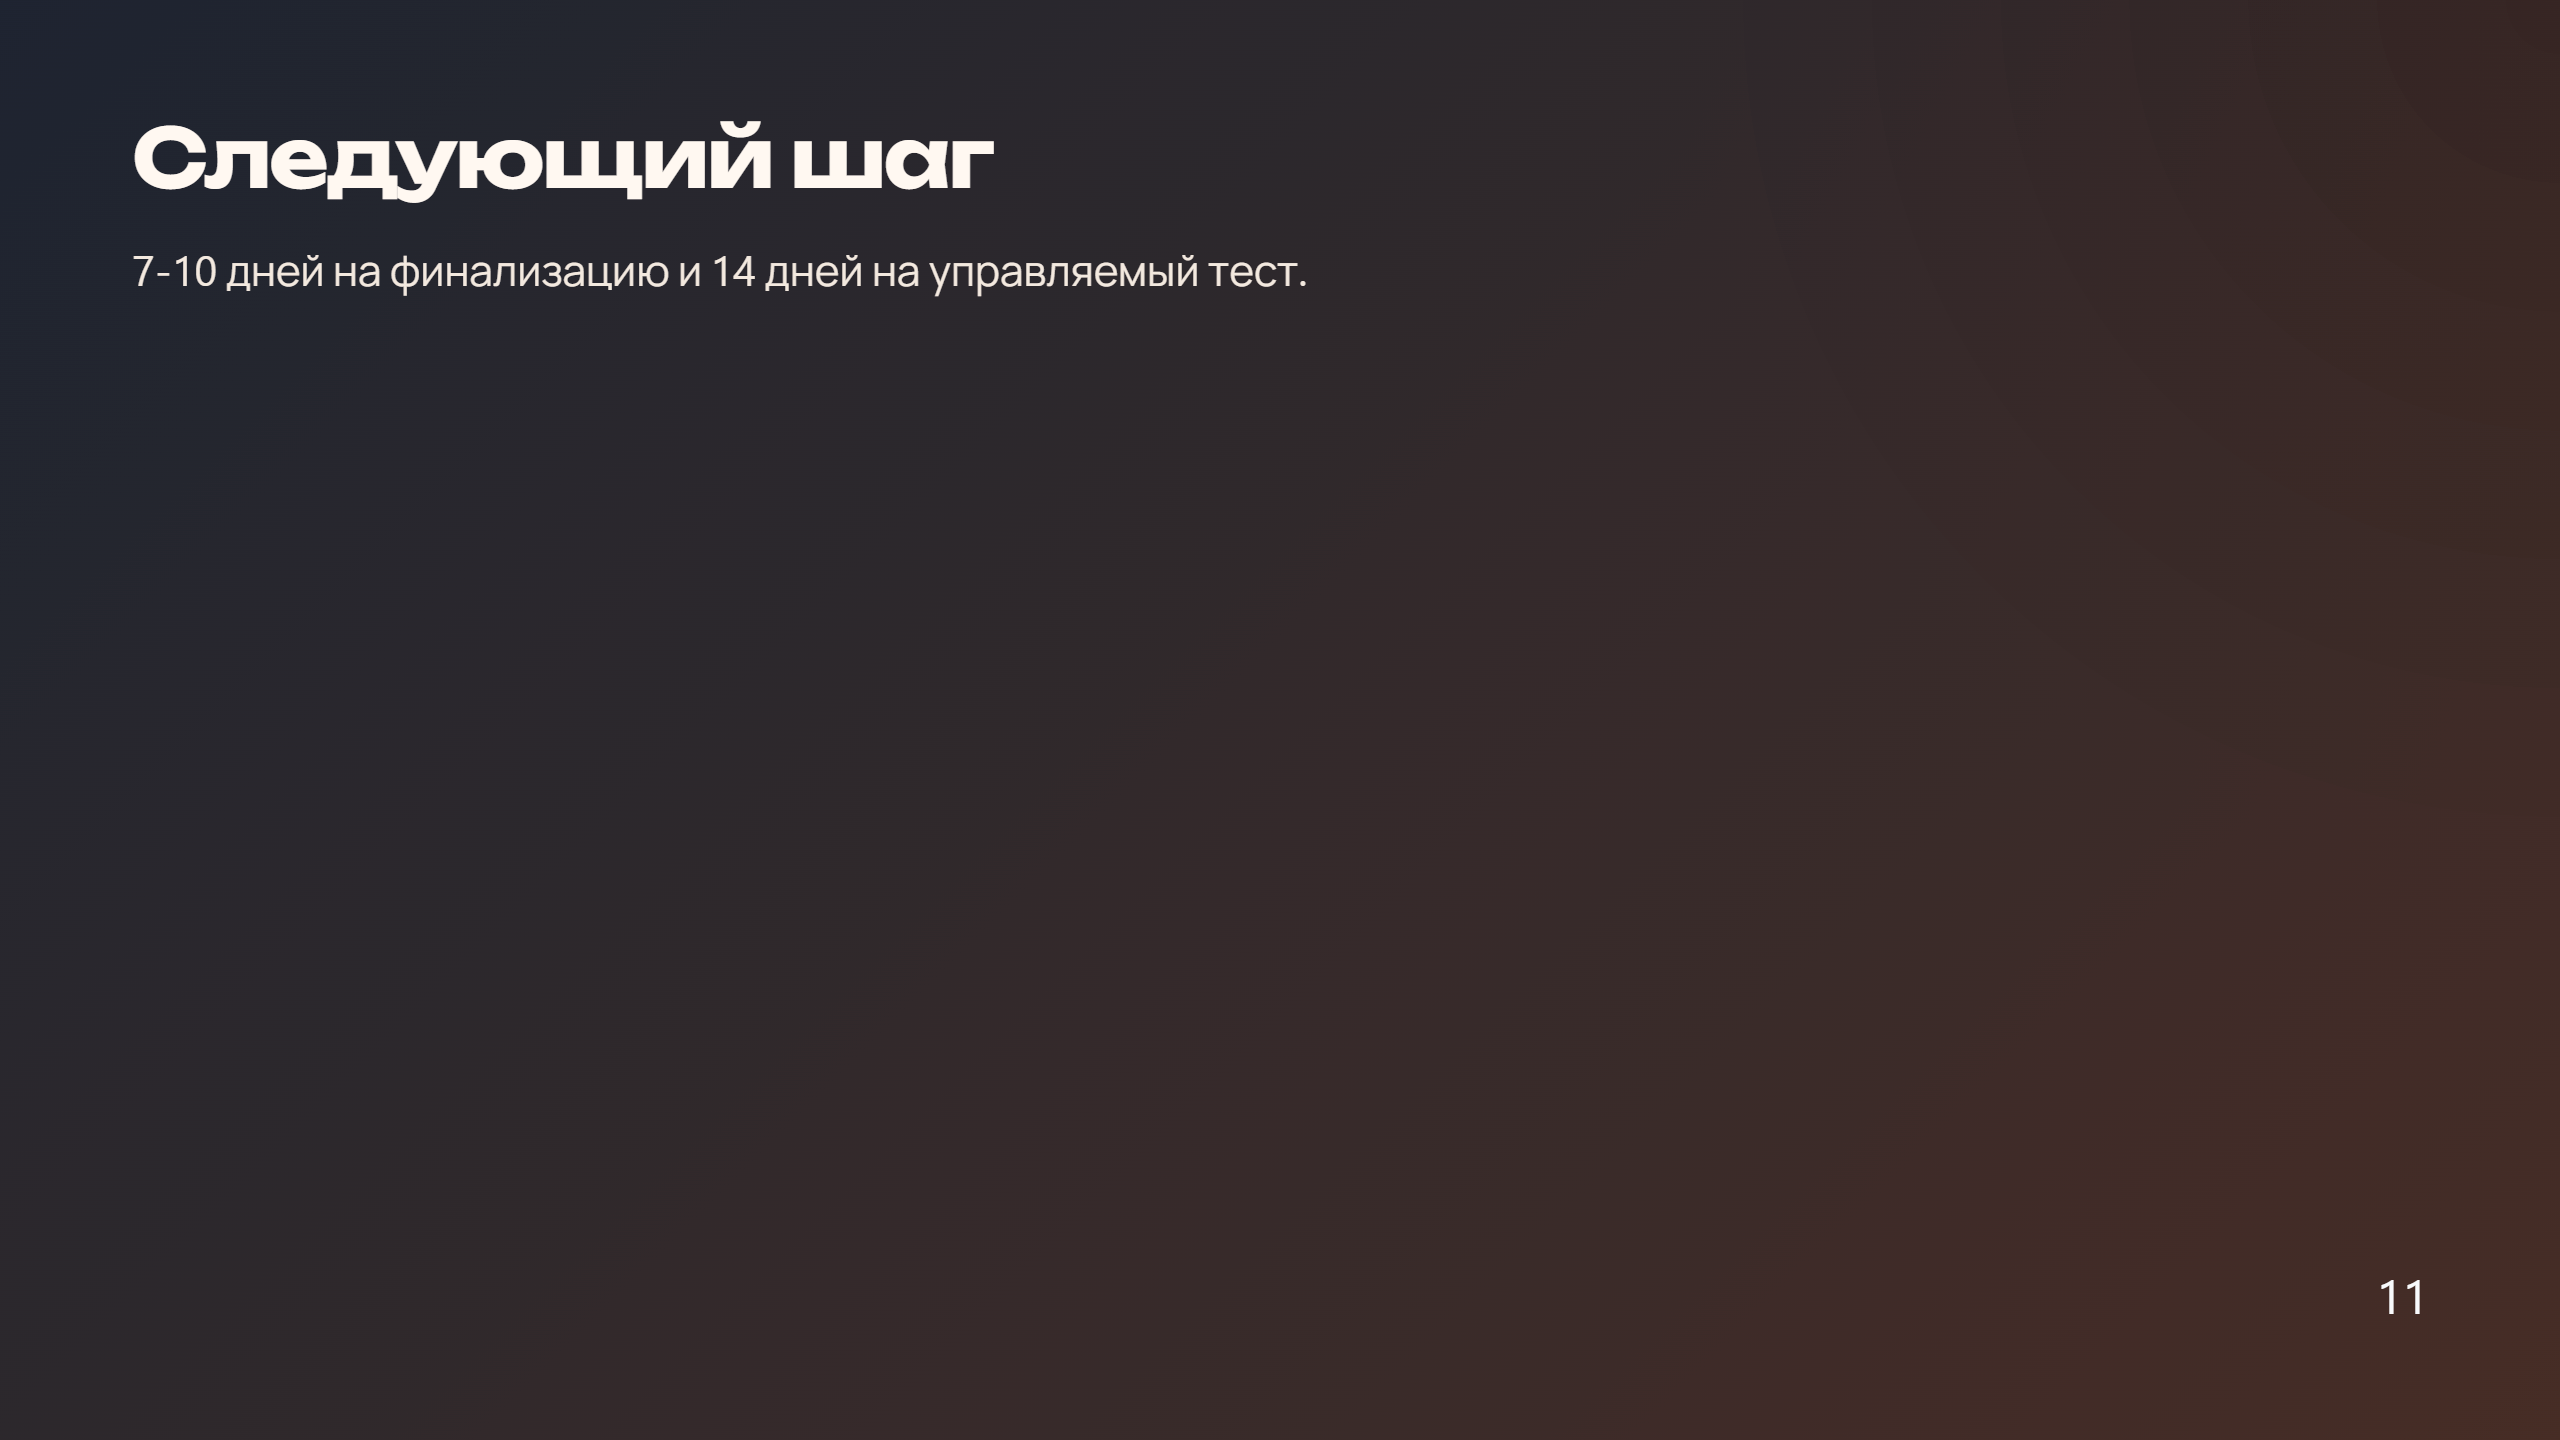 Следующий шаг
7-10 дней на финализацию и 14 дней на управляемый тест.
11